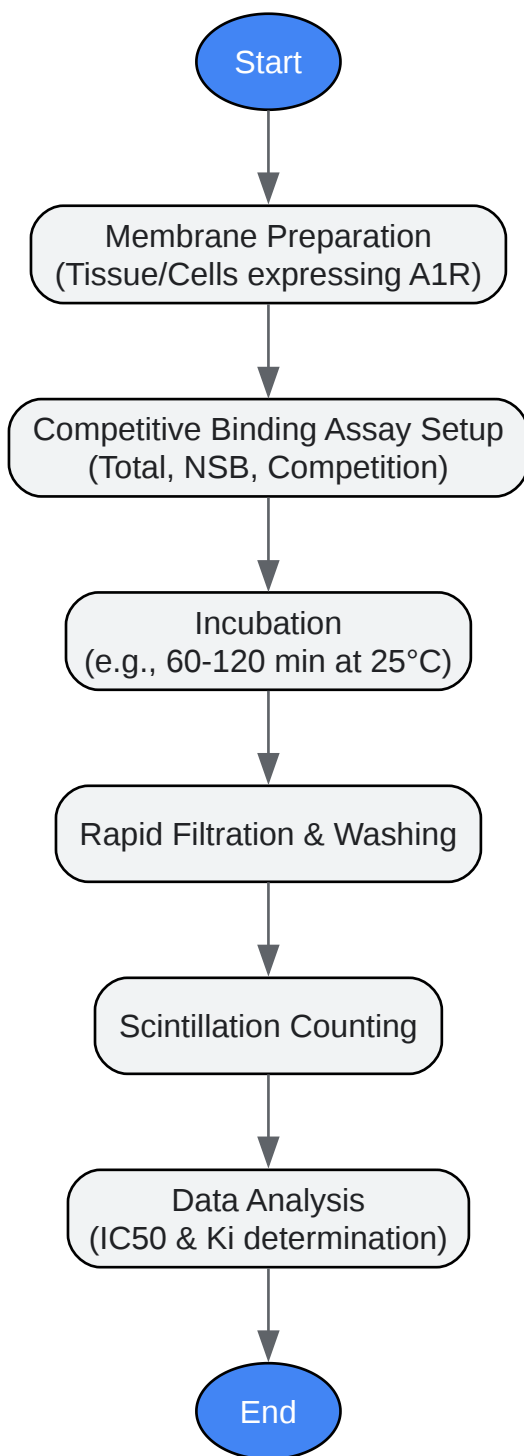 Start
Membrane Preparation
(Tissue/Cells expressing A1R)
Competitive Binding Assay Setup
(Total, NSB, Competition)
Incubation
(e.g., 60-120 min at 25°C)
Rapid Filtration & Washing
Scintillation Counting
Data Analysis
(IC50 & Ki determination)
End